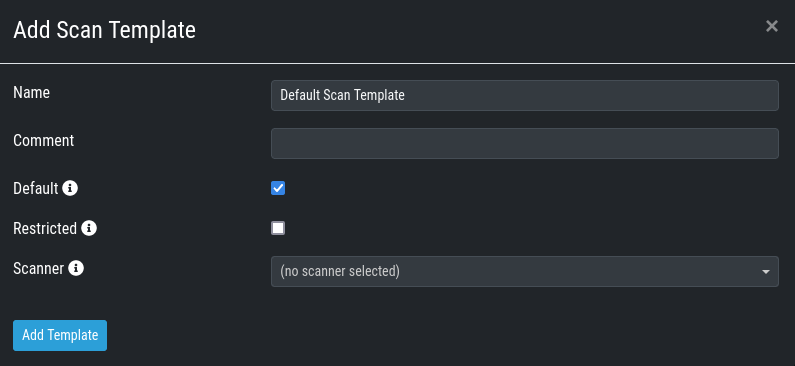 Add Scan Template
×
Name
Default Scan Template
Comment
Default
Restricted
Scanner
(no scanner selected)
Add Template